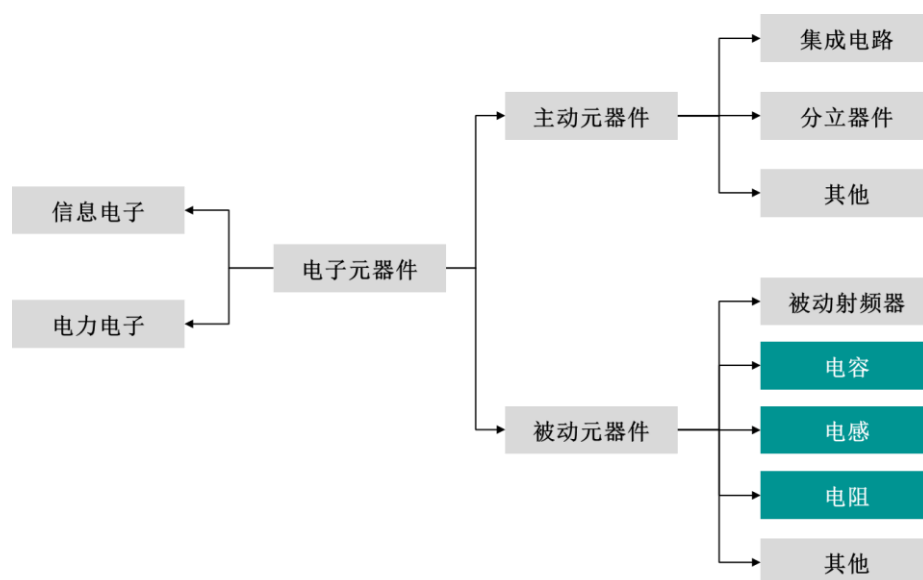 集成电路
主动元器件
分立器件
其他
信息电子
电子元器件
电力电子
被动射频器
电容
被动元器件
电感
电阻
其他